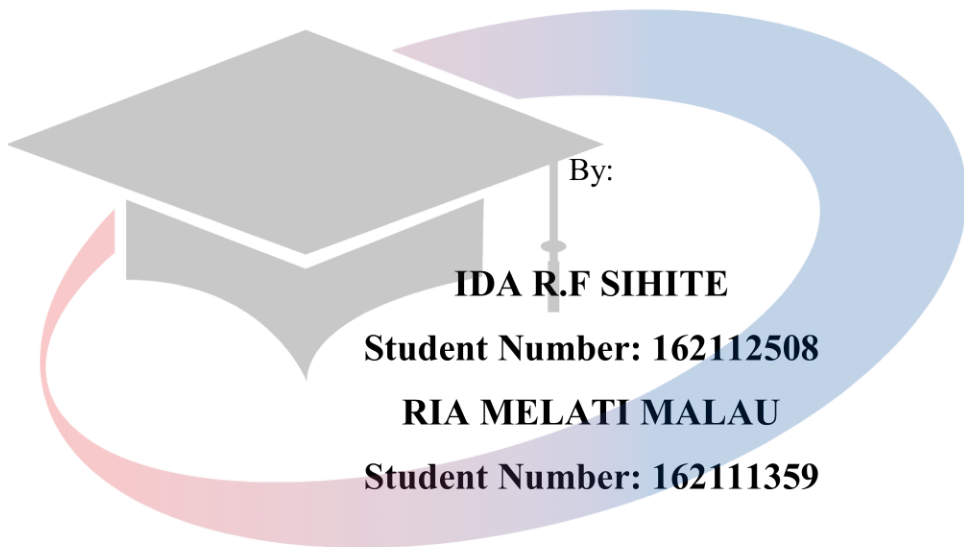 By:
IDA R.F SIHITE
Student Number: 162112508
RIA MELATI MALAU
Student Number: 162111359